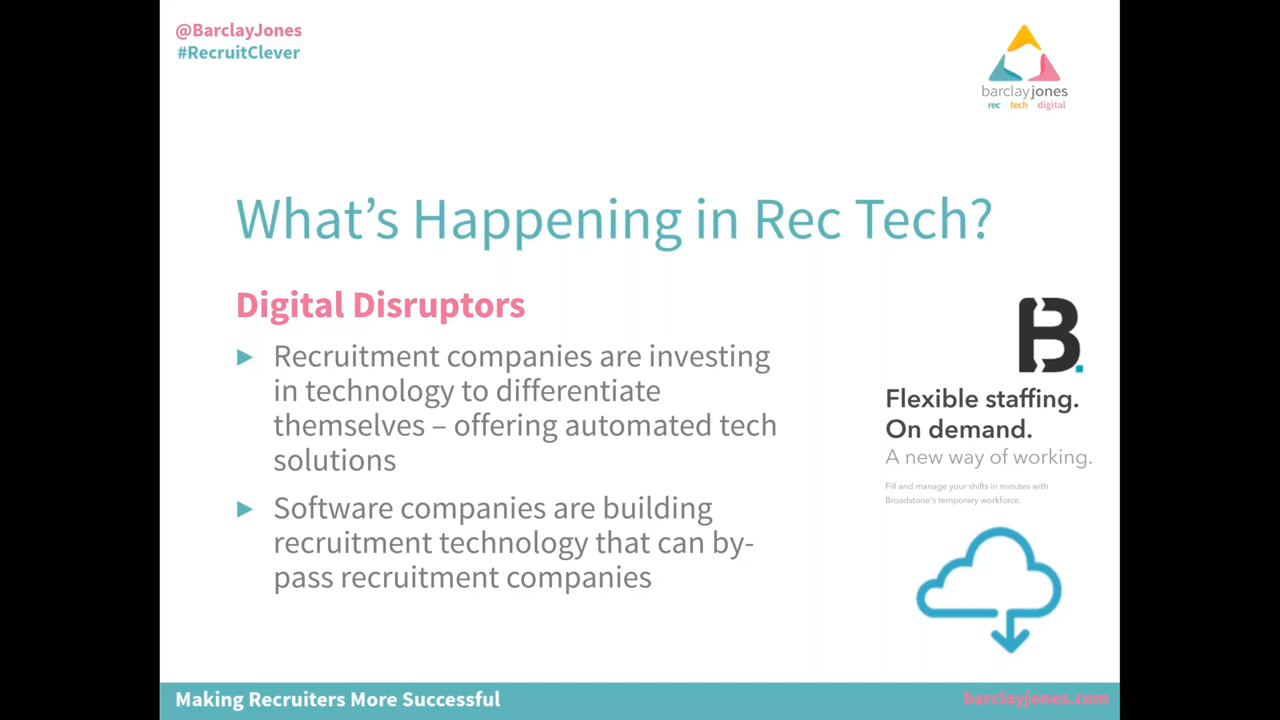 @BarclayJones
#RecruitClever
barclayjones
rec tech digital
What's Happening in Rec Tech?
Digital Disruptors
► Recruitment companies are investing
in technology to differentiate
themselves – offering automated tech
solutions
► Software companies are building
recruitment technology that can by-
pass recruitment companies
B.
Flexible staffing.
On demand.
A new way of working.
Fill and manage your shifts in minutes with
Broadstone's temporary workforce.
Making Recruiters More Successful
barclayjones.com